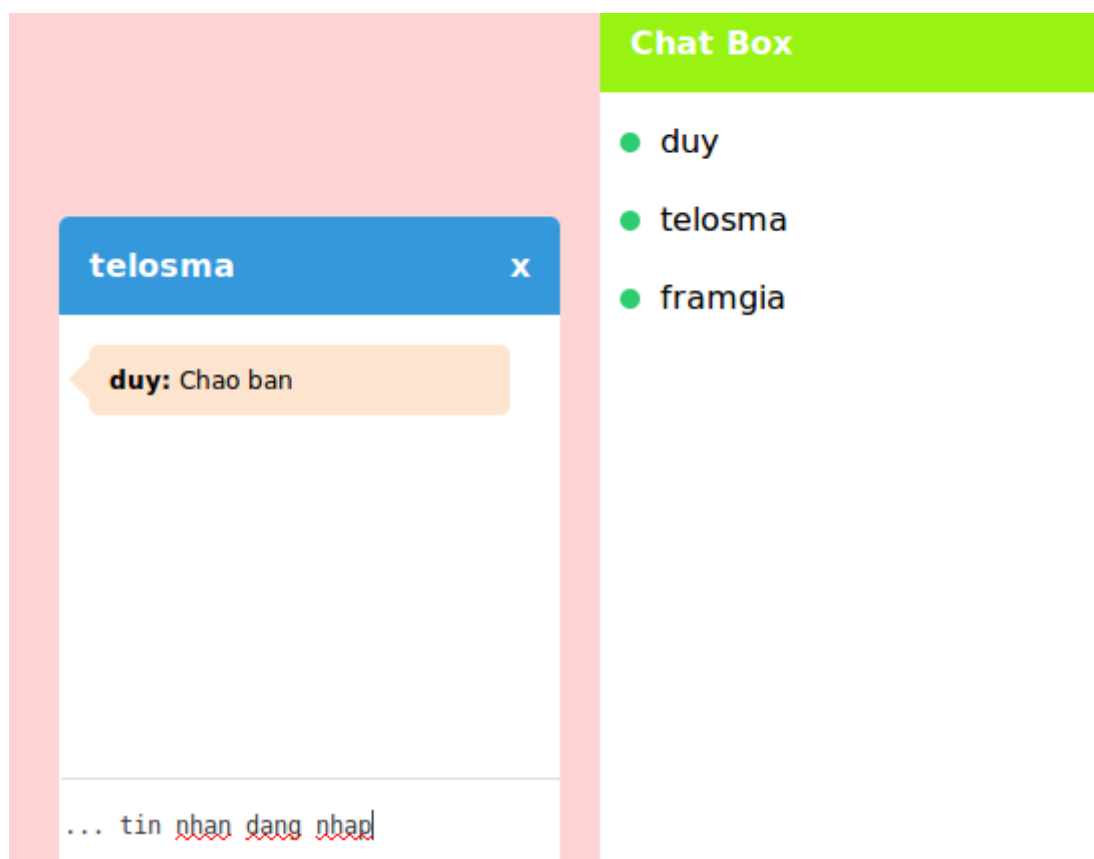 Chat Box
duy
telosma
framgia
telosma x
duy: Chao ban
... tin nhan dang nhap